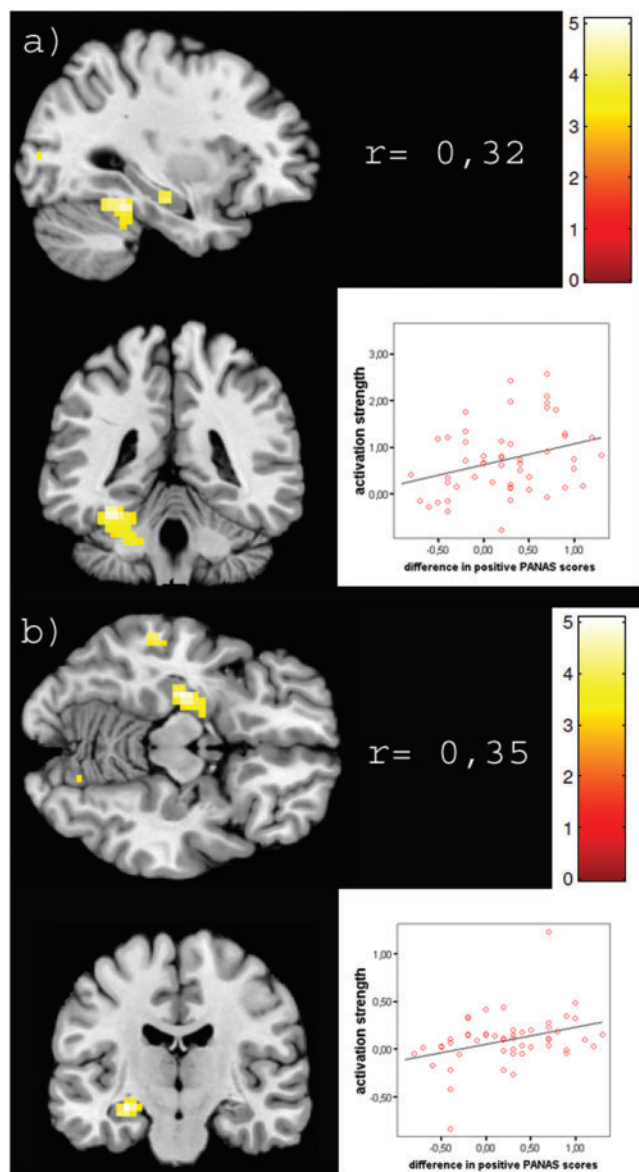 a)
r= 0,32
5
4
3
2
1
0
activation strength
3,00
2,00
1,00
0,00
-0,50 0,00 0,50 1,00
difference in positive PANAS scores
b)
r= 0,35
5
4
3
2
1
0
activation strength
1,00
0,50
0,00
-0,50
-0,50 0,00 0,50 1,00
difference in positive PANAS scores